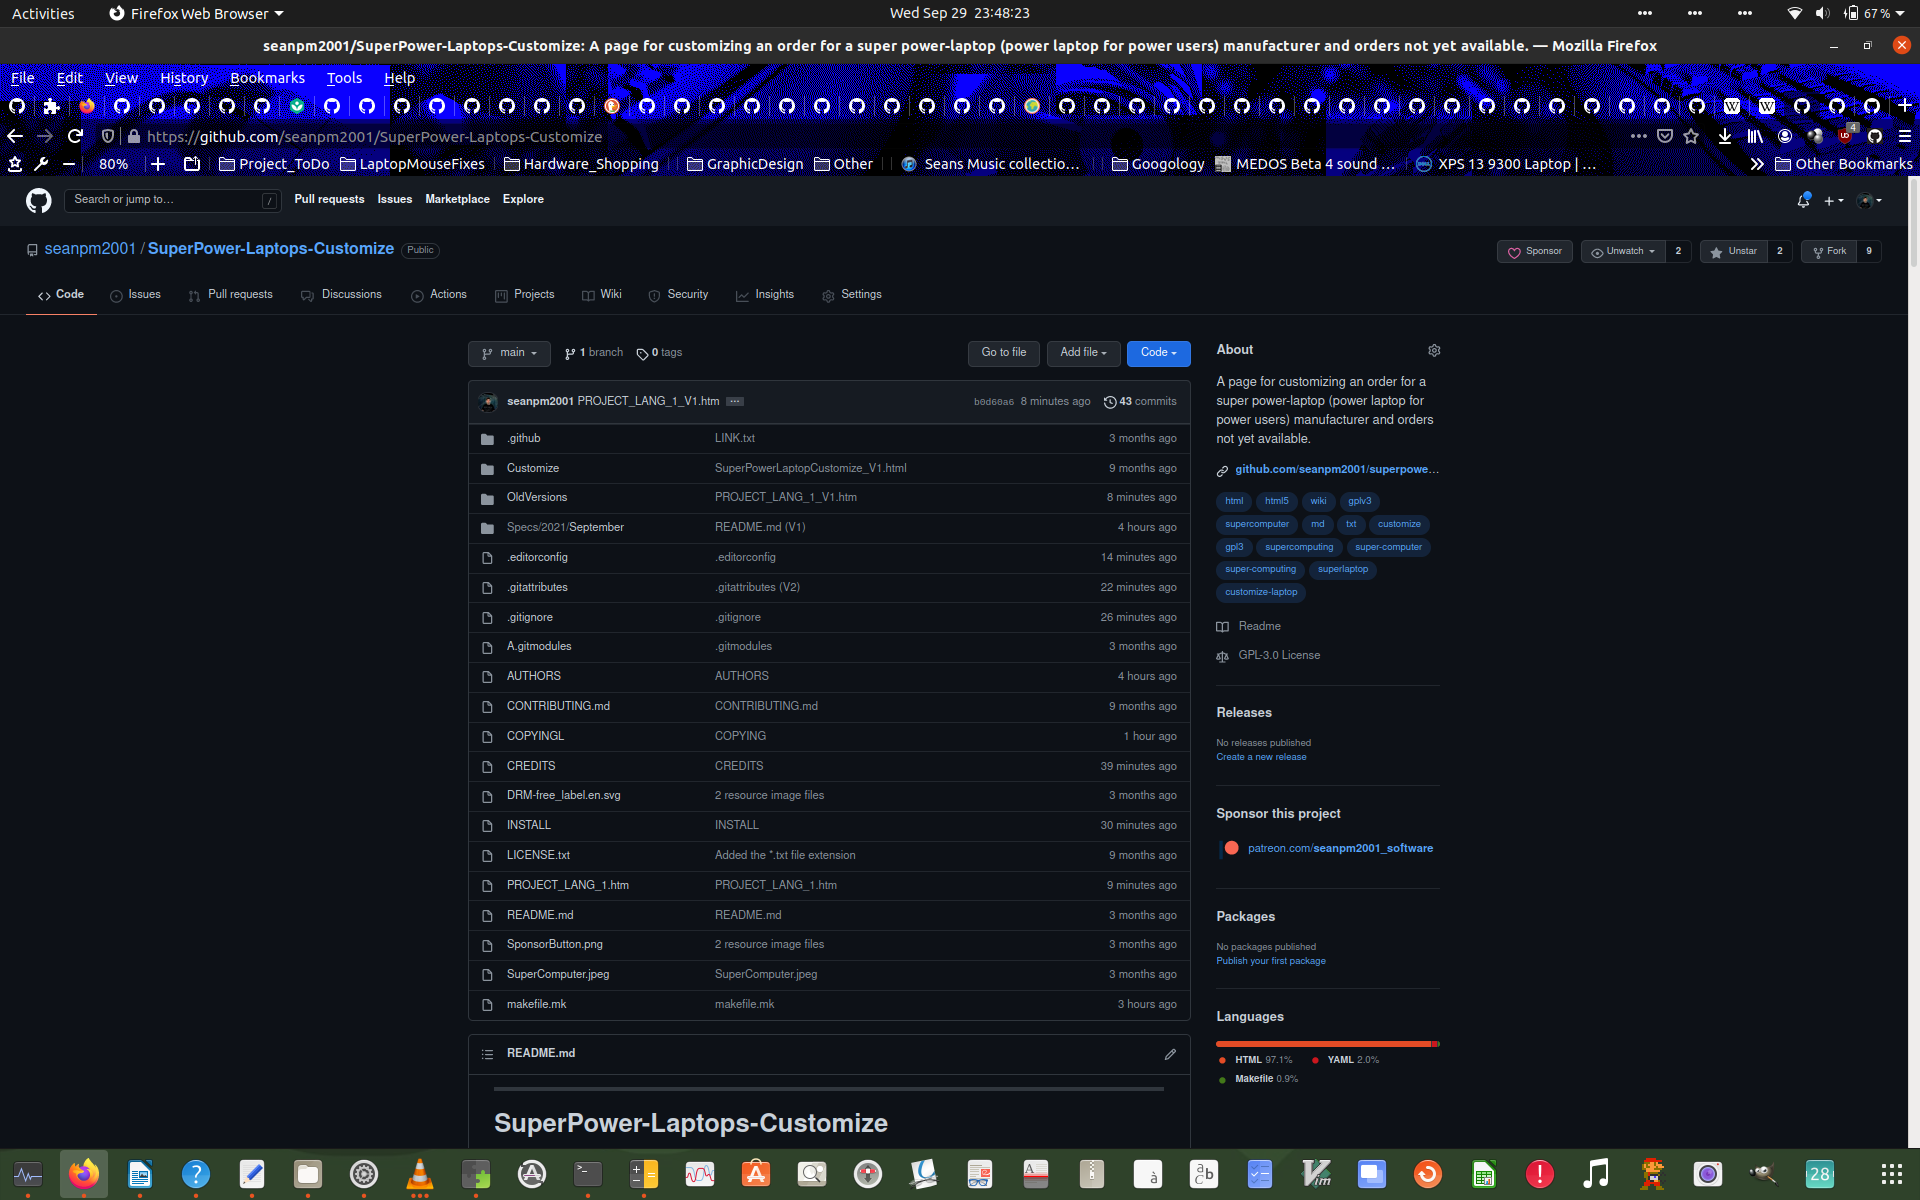 Activities Firefox Web Browser Wed Sep 29 23:48:23 67 %
seanpm2001/SuperPower-Laptops-Customize: A page for customizing an order for a super power-laptop (power laptop for power users) manufacturer and orders not yet available. — Mozilla Firefox
File Edit View History Bookmarks Tools Help
https://github.com/seanpm2001/SuperPower-Laptops-Customize 4
80% Project_ToDo LaptopMouseFixes Hardware_Shopping GraphicDesign Other Seans Music collectio… Googology MEDOS Beta 4 sound … XPS 13 9300 Laptop | … Other Bookmarks
Search or jump to… / Pull requests Issues Marketplace Explore
seanpm2001 / SuperPower-Laptops-Customize Public Sponsor Unwatch 2 Unstar 2 Fork 9
Code Issues Pull requests Discussions Actions Projects Wiki Security Insights Settings
main 1 branch 0 tags Go to file Add file Code
seanpm2001 PROJECT_LANG_1_V1.htm ... b0d60a6 8 minutes ago 43 commits
.github LINK.txt 3 months ago
Customize SuperPowerLaptopCustomize_V1.html 9 months ago
OldVersions PROJECT_LANG_1_V1.htm 8 minutes ago
Specs/2021/September README.md (V1) 4 hours ago
.editorconfig .editorconfig 14 minutes ago
.gitattributes .gitattributes (V2) 22 minutes ago
.gitignore .gitignore 26 minutes ago
A.gitmodules .gitmodules 3 months ago
AUTHORS AUTHORS 4 hours ago
CONTRIBUTING.md CONTRIBUTING.md 9 months ago
COPYINGL COPYING 1 hour ago
CREDITS CREDITS 39 minutes ago
DRM-free_label.en.svg 2 resource image files 3 months ago
INSTALL INSTALL 30 minutes ago
LICENSE.txt Added the *.txt file extension 9 months ago
PROJECT_LANG_1.htm PROJECT_LANG_1.htm 9 minutes ago
README.md README.md 3 months ago
SponsorButton.png 2 resource image files 3 months ago
SuperComputer.jpeg SuperComputer.jpeg 3 months ago
makefile.mk makefile.mk 3 hours ago
README.md
SuperPower-Laptops-Customize
About
A page for customizing an order for a
super power-laptop (power laptop for
power users) manufacturer and orders
not yet available.
github.com/seanpm2001/superpowe…
html html5 wiki gplv3
supercomputer md txt customize
gpl3 supercomputing super-computer
super-computing superlaptop
customize-laptop
Readme
GPL-3.0 License
Releases
No releases published
Create a new release
Sponsor this project
patreon.com/seanpm2001_software
Packages
No packages published
Publish your first package
Languages
HTML 97.1% YAML 2.0%
Makefile 0.9%
28